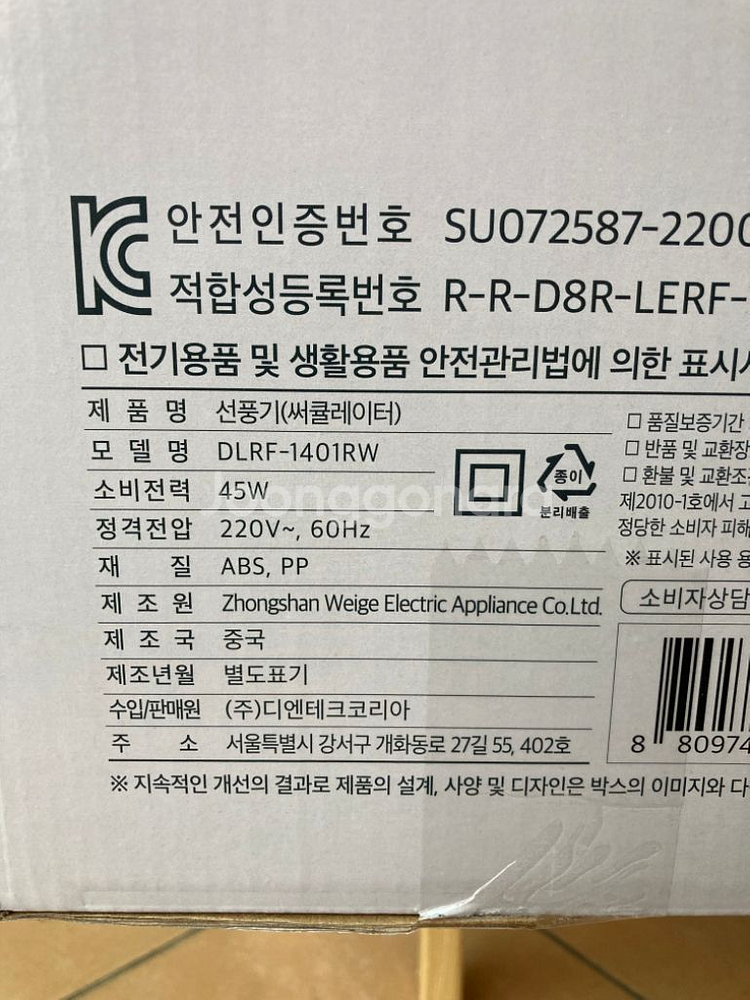 안전인증번호 SU072587-2200
적합성등록번호 R-R-D8R-LERF-
□ 전기용품 및 생활용품 안전관리법에 의한 표시사
제품명 선풍기(써큘레이터)
모델명 DLRF-1401RW
소비전력 45W
정격전압 220V~, 60Hz
재질 ABS, PP
제조원 Zhongshan Weige Electric Appliance Co.Ltd.
제조국 중국
제조년월 별도표기
수입/판매원 (주)디엔테크코리아
주소 서울특별시 강서구 개화동로 27길 55, 402호
종이
분리배출
□ 품질보증기간
□ 반품 및 교환장
□ 환불 및 교환조
제2010-1호에서 고
정당한 소비자 피해
※ 표시된 사용 용
소비자상담
8 80974
※ 지속적인 개선의 결과로 제품의 설계, 사양 및 디자인은 박스의 이미지와 다
Joonggonara